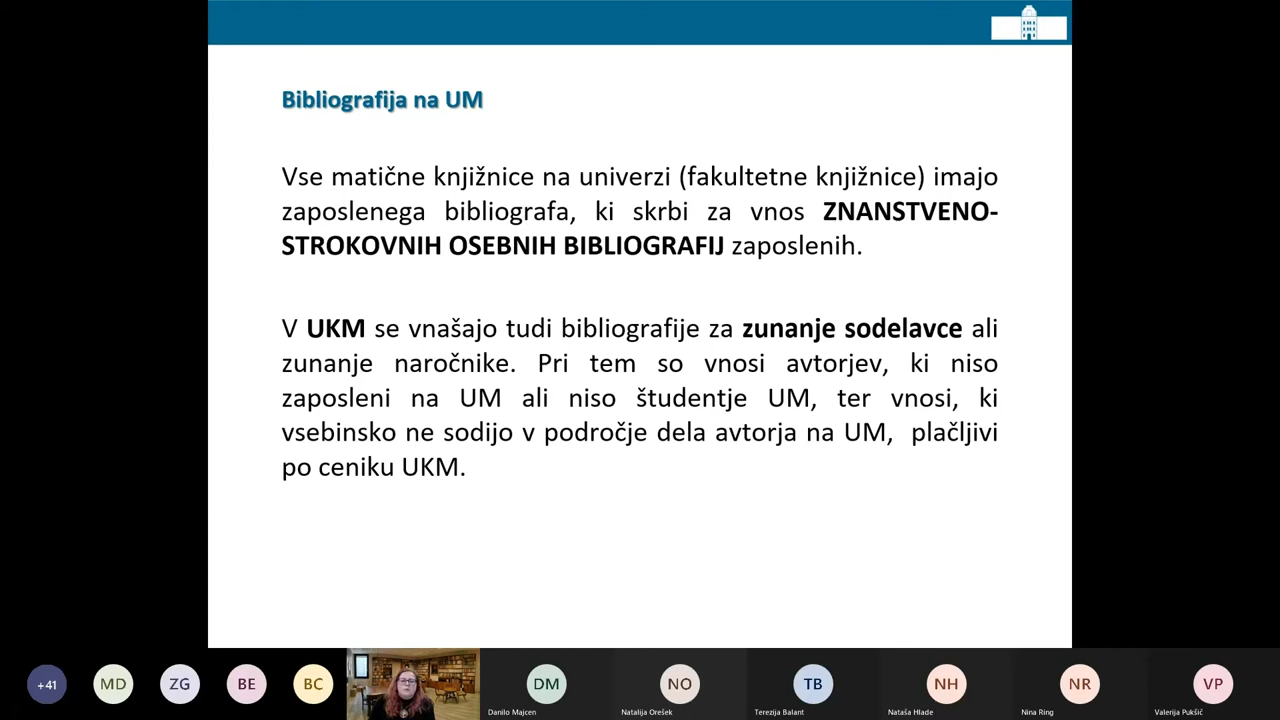 Bibliografija na UM
Vse matične knjižnice na univerzi (fakultetne knjižnice) imajo
zaposlenega bibliografa, ki skrbi za vnos ZNANSTVENO-
STROKOVNIH OSEBNIH BIBLIOGRAFIJ zaposlenih.
V UKM se vnašajo tudi bibliografije za zunanje sodelavce ali
zunanje naročnike. Pri tem so vnosi avtorjev, ki niso
zaposleni na UM ali niso študentje UM, ter vnosi, ki
vsebinsko ne sodijo v področje dela avtorja na UM, plačljivi
po ceniku UKM.
+41 MD ZG BE BC DM NO TB NH NR VP
Danilo Majcen Natalija Orešek Terezija Balant Nataša Hlade Nina Ring Valerija Pukšič